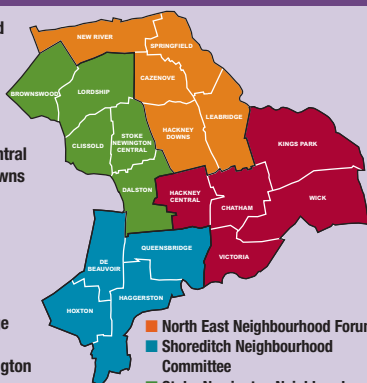 NEW RIVER
SPRINGFIELD
CAZENOVE
BROWNSWOOD
LORDSHIP
LEABRIDGE
HACKNEY
DOWNS
STOKE
NEWINGTON
CENTRAL
CLISSOLD
KINGS PARK
DALSTON
HACKNEY
CENTRAL
CHATHAM
WICK
QUEENSBRIDGE
VICTORIA
DE
BEAUVOIR
HAGGERSTON
HOXTON
North East Neighbourhood Forum
Shoreditch Neighbourhood
Committee